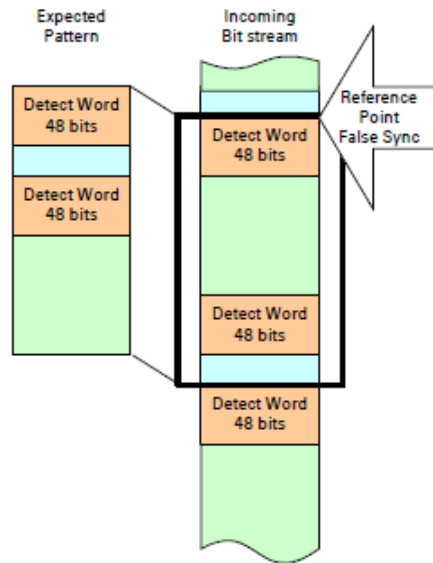 Expected
Pattern
Incoming
Bit stream
Detect Word
48 bits
Detect Word
48 bits
Reference
Point
False Sync
Detect Word
48 bits
Detect Word
48 bits
Detect Word
48 bits